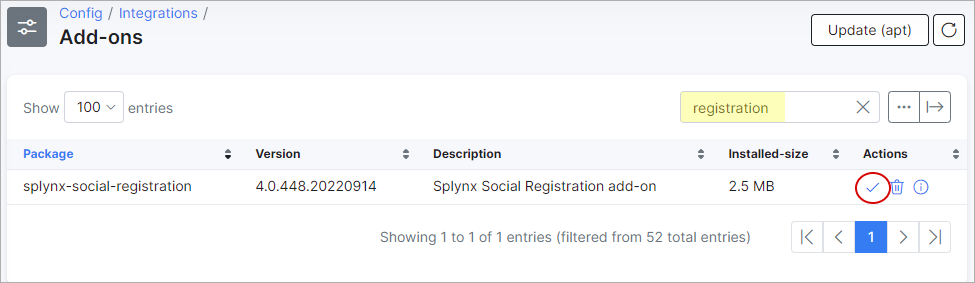 Config / Integrations /
Add-ons
Update (apt)
Show 100 entries
registration
Package Version Description Installed-size Actions
splynx-social-registration 4.0.448.20220914 Splynx Social Registration add-on 2.5 MB
Showing 1 to 1 of 1 entries (filtered from 52 total entries)
1